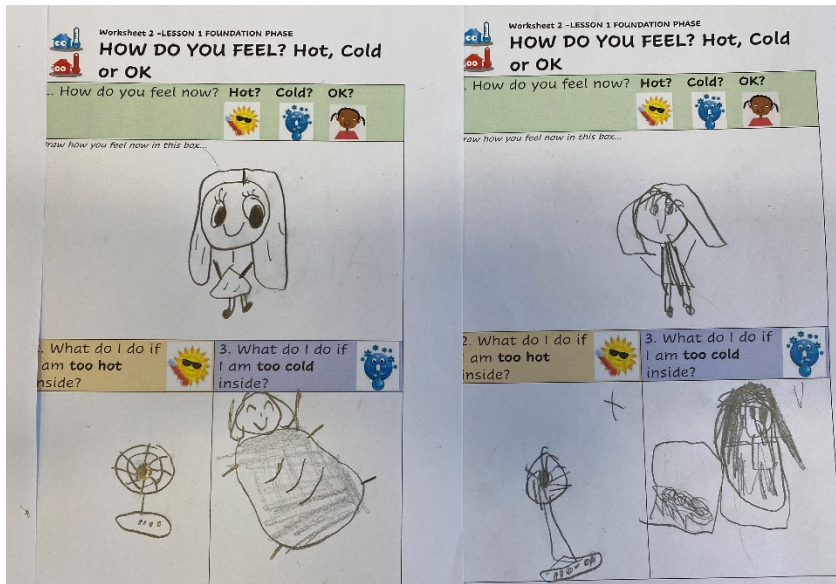 Worksheet 2 -LESSON 1 FOUNDATION PHASE
HOW DO YOU FEEL? Hot, Cold
or OK
. How do you feel now? Hot? Cold? OK?
raw how you feel now in this box...
. What do I do if
am too hot
nside?
3. What do I do if
I am too cold
inside?
Worksheet 2 -LESSON 1 FOUNDATION PHASE
HOW DO YOU FEEL? Hot, Cold
or OK
. How do you feel now? Hot? Cold? OK?
raw how you feel now in this box...
2. What do I do if
am too hot
nside?
3. What do I do if
I am too cold
inside?